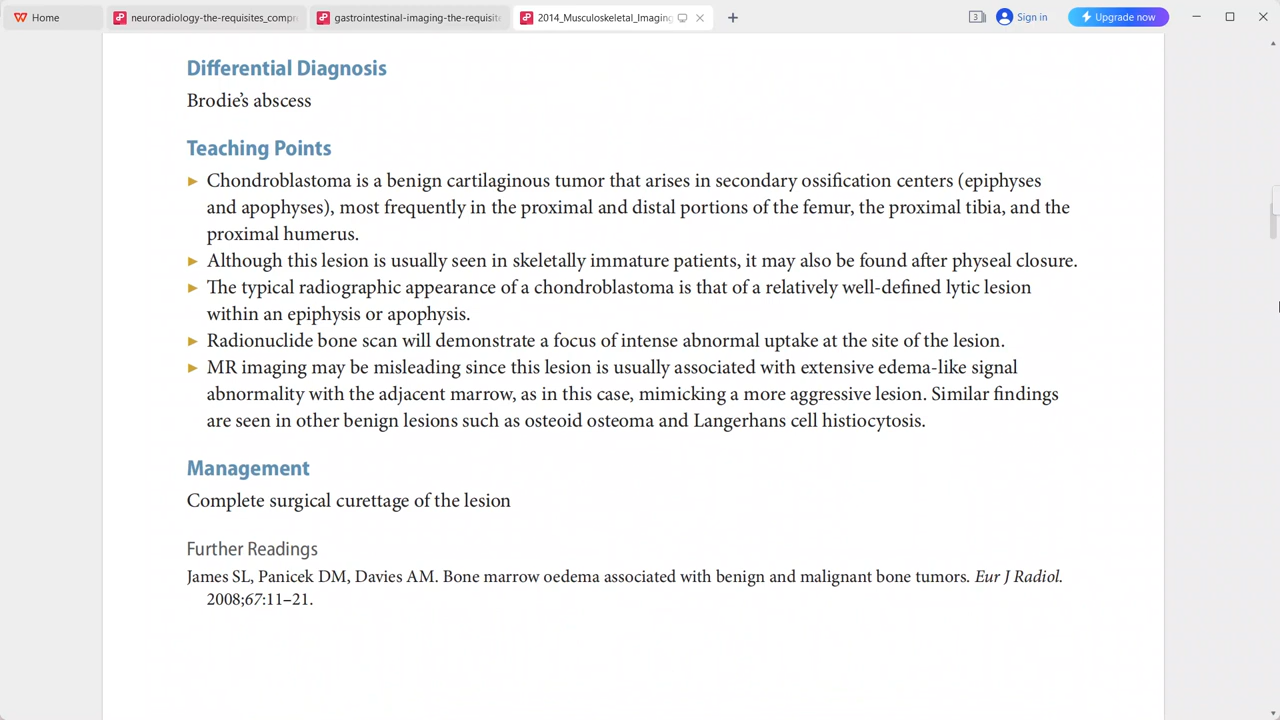 Home
neuroradiology-the-requisites_compr
gastrointestinal-imaging-the-requisite
2014_Musculoskeletal_Imaging
3
Sign in
Upgrade now
Differential Diagnosis
Brodie's abscess
Teaching Points
► Chondroblastoma is a benign cartilaginous tumor that arises in secondary ossification centers (epiphyses
and apophyses), most frequently in the proximal and distal portions of the femur, the proximal tibia, and the
proximal humerus.
► Although this lesion is usually seen in skeletally immature patients, it may also be found after physeal closure.
► The typical radiographic appearance of a chondroblastoma is that of a relatively well-defined lytic lesion
within an epiphysis or apophysis.
► Radionuclide bone scan will demonstrate a focus of intense abnormal uptake at the site of the lesion.
► MR imaging may be misleading since this lesion is usually associated with extensive edema-like signal
abnormality with the adjacent marrow, as in this case, mimicking a more aggressive lesion. Similar findings
are seen in other benign lesions such as osteoid osteoma and Langerhans cell histiocytosis.
Management
Complete surgical curettage of the lesion
Further Readings
James SL, Panicek DM, Davies AM. Bone marrow oedema associated with benign and malignant bone tumors. Eur J Radiol.
2008;67:11–21.